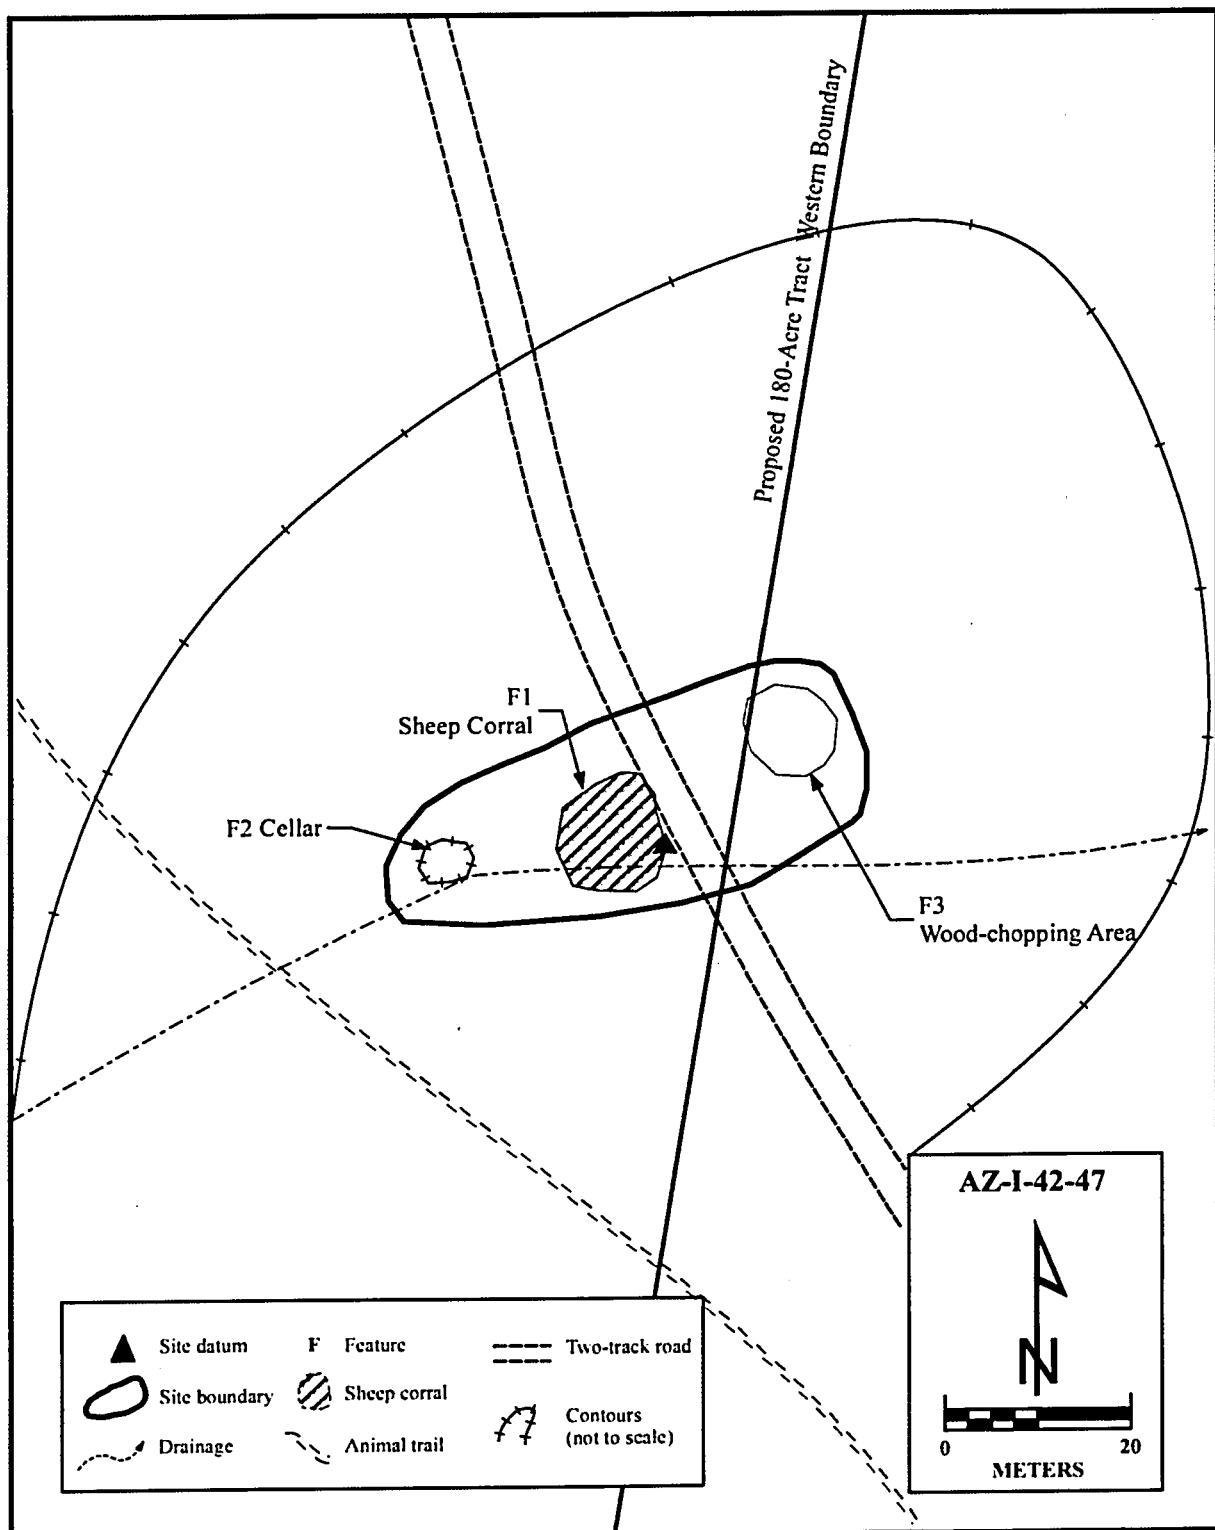 Proposed 180-Acre Tract Western Boundary
F1
Sheep Corral
F2 Cellar
F3
Wood-chopping Area
AZ-I-42-47
N
0 20
METERS
Site datum
F Feature
Two-track road
Site boundary
Sheep corral
Contours
(not to scale)
Drainage
Animal trail